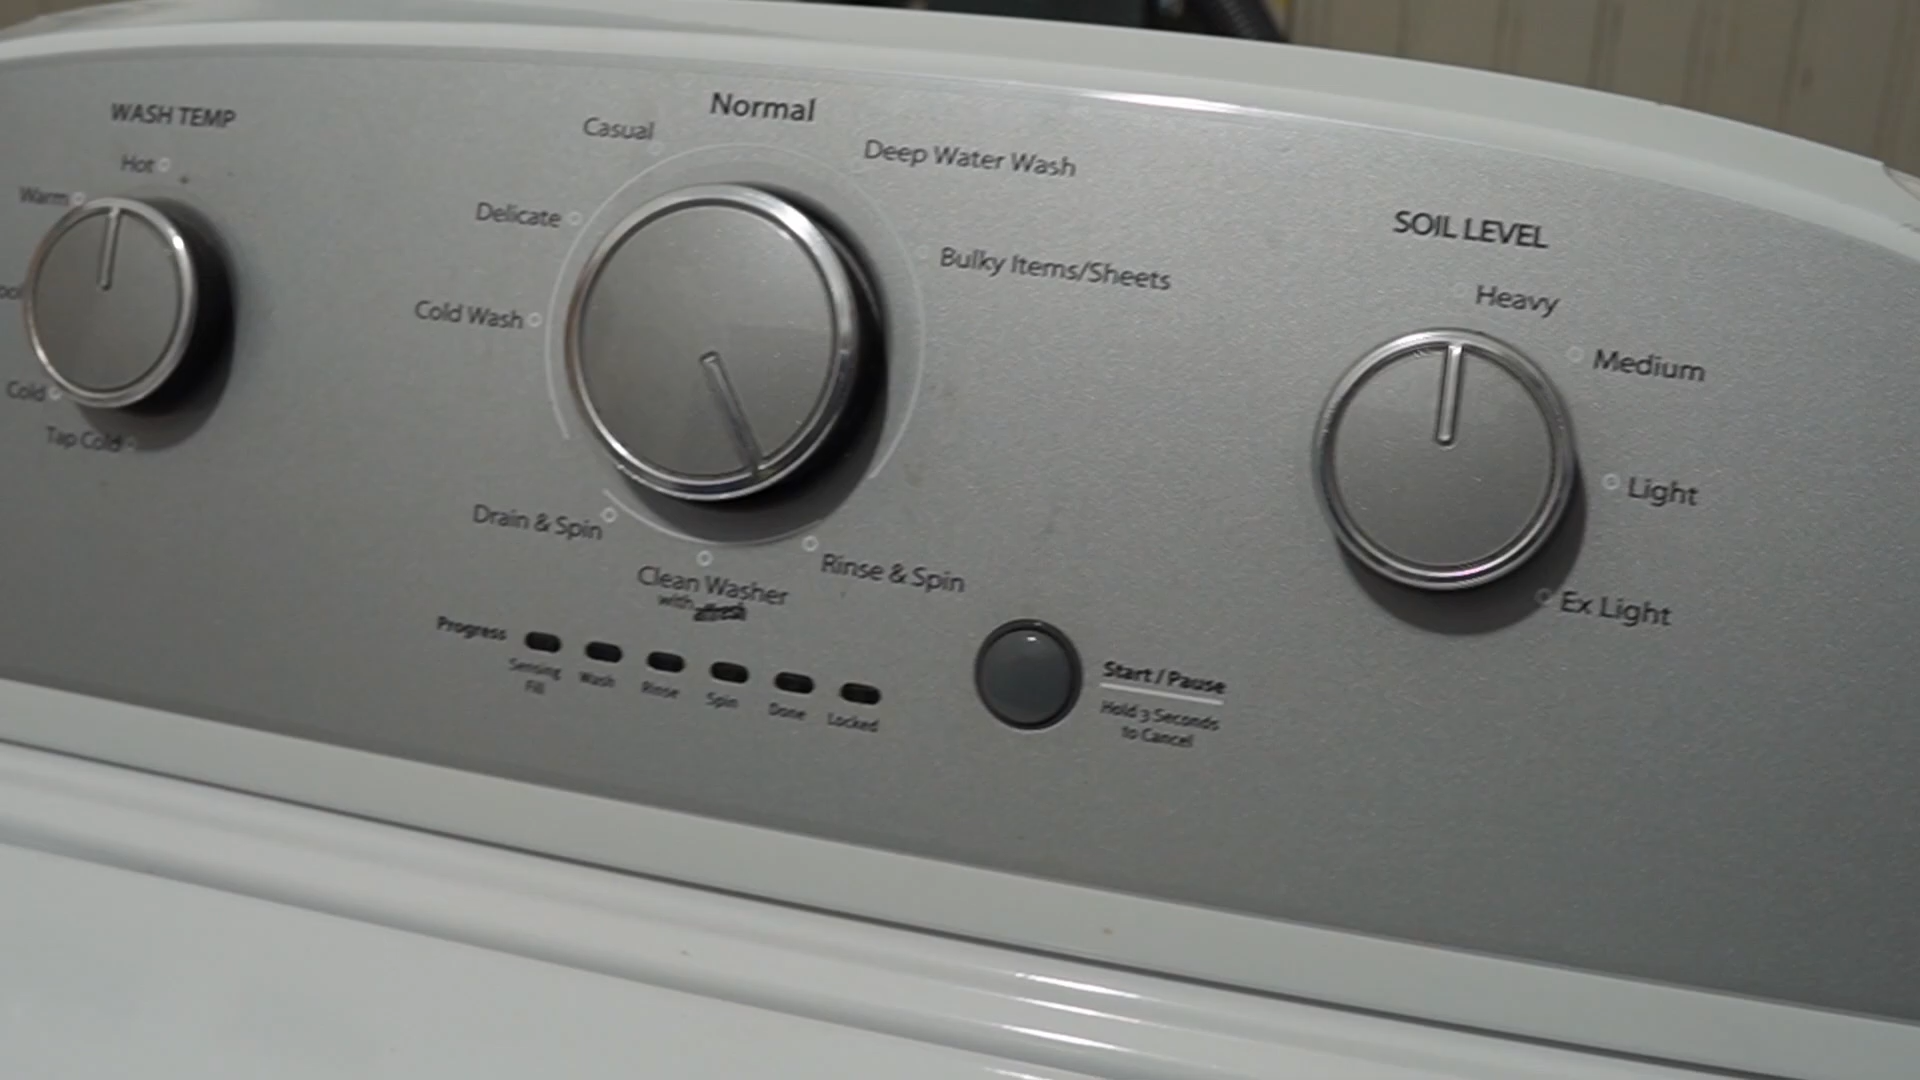 WASH TEMP
Hot
Warm
Cold
Tap Cold
Normal
Casual
Deep Water Wash
Delicate
Bulky Items/Sheets
Cold Wash
Drain & Spin
Clean Washer
with affresh
Rinse & Spin
Progress
Sensing
Fill
Wash
Rinse
Spin
Done
Locked
Start / Pause
Hold 3 Seconds
to Cancel
SOIL LEVEL
Heavy
Medium
Light
Ex Light